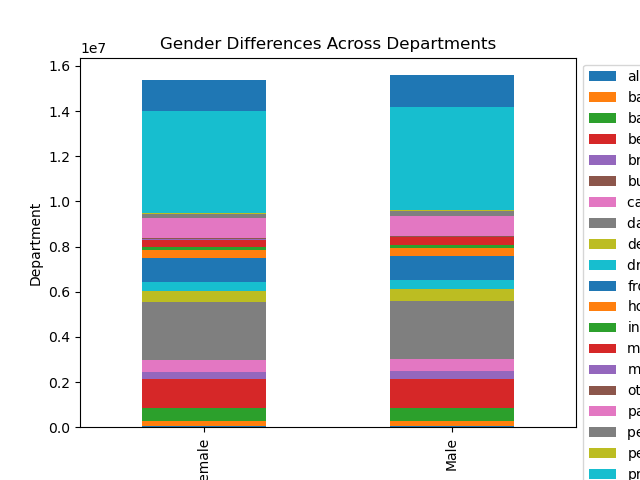 Gender Differences Across Departments
1e7
1.6
1.4
1.2
1.0
0.8
0.6
0.4
0.2
0.0
Department
emale
Male
al
ba
ba
be
br
bu
ca
da
de
dr
fro
ho
in
m
m
ot
pa
pe
pe
pr